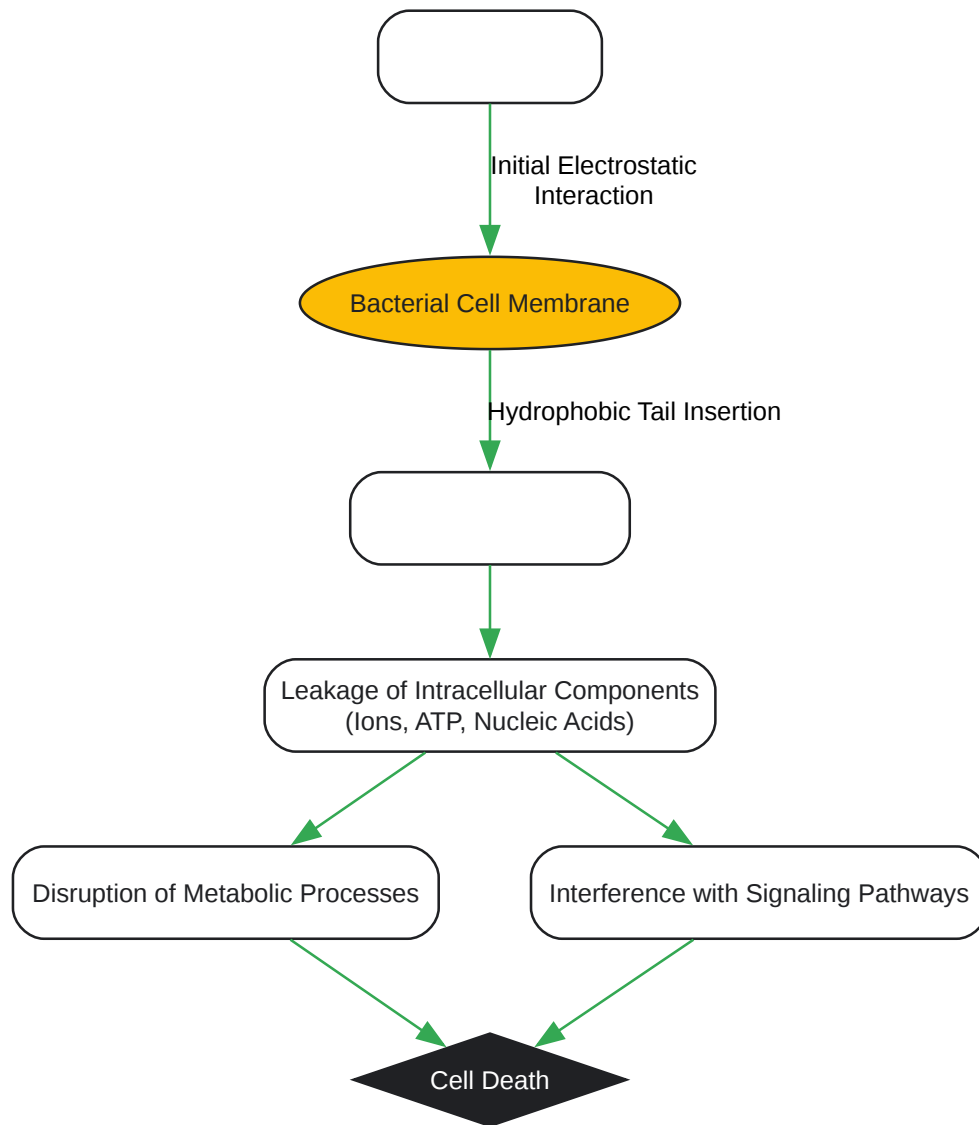 Initial Electrostatic
Interaction
Bacterial Cell Membrane
Hydrophobic Tail Insertion
Leakage of Intracellular Components
(Ions, ATP, Nucleic Acids)
Disruption of Metabolic Processes
Interference with Signaling Pathways
Cell Death